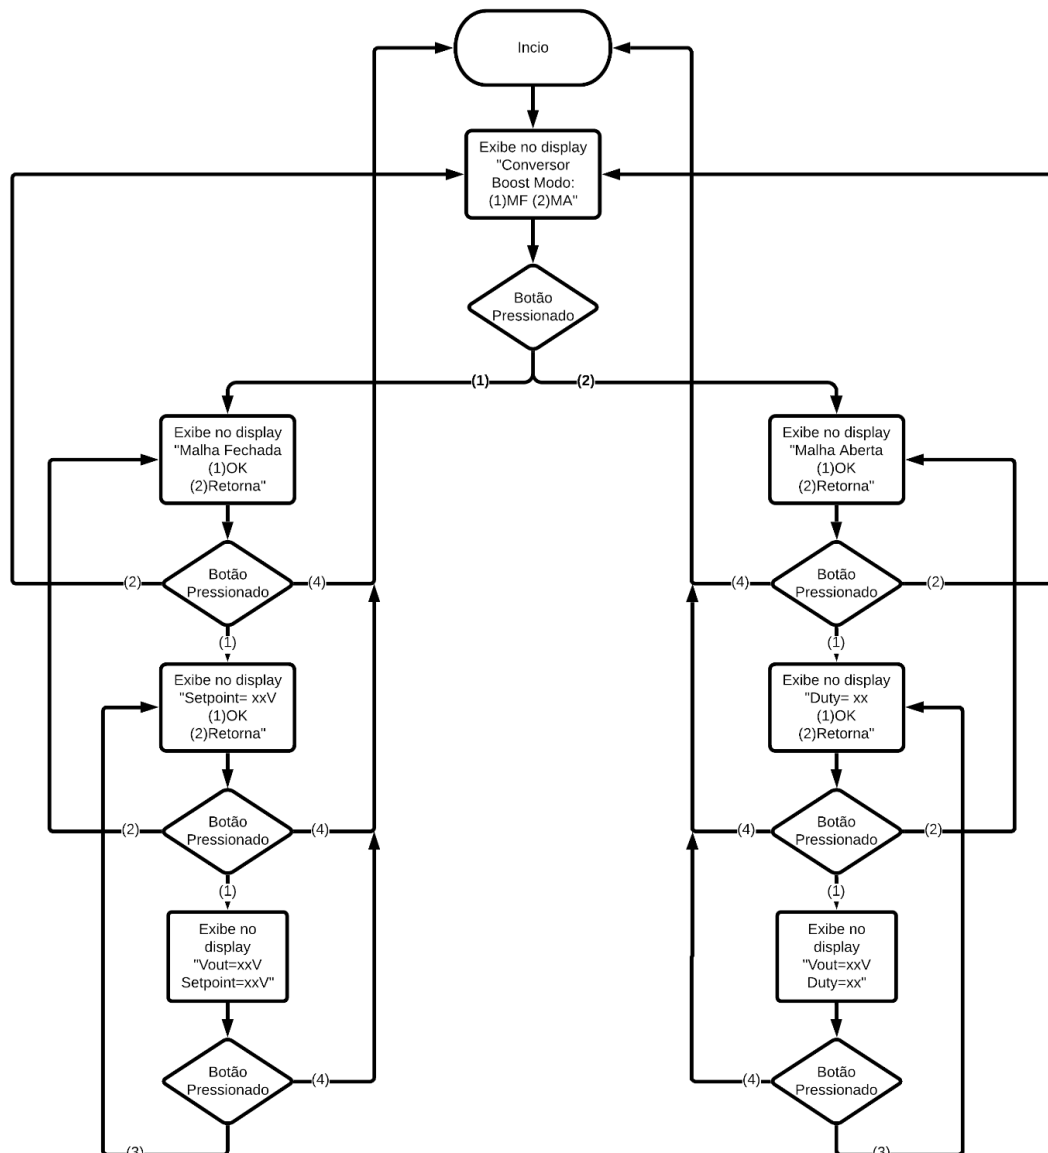 Incio
Exibe no display
"Conversor
Boost Modo:
(1)MF (2)MA"
Botão
Pressionado
(1)
(2)
Exibe no display
"Malha Fechada
(1)OK
(2)Retorna"
Exibe no display
"Malha Aberta
(1)OK
(2)Retorna"
(2)
Botão
Pressionado
(4)
(4)
Botão
Pressionado
(2)
(1)
(1)
Exibe no display
"Setpoint= xxV
(1)OK
(2)Retorna"
Exibe no display
"Duty= xx
(1)OK
(2)Retorna"
(2)
Botão
Pressionado
(4)
(4)
Botão
Pressionado
(2)
(1)
(1)
Exibe no
display
"Vout=xxV
Setpoint=xxV"
Exibe no
display
"Vout=xxV
Duty=xx"
Botão
Pressionado
(4)
(4)
Botão
Pressionado
(3)
(3)